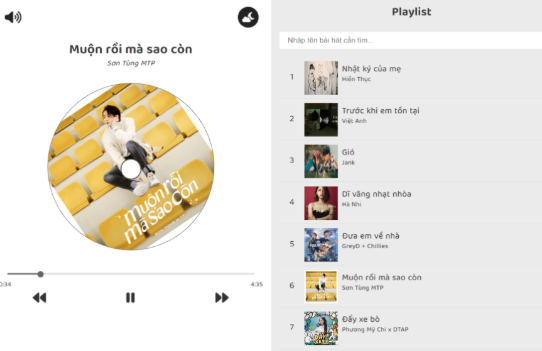 Muộn rồi mà sao còn
Sơn Tùng MTP
muộn rồi
mà sao còn
0:34
4:35
Playlist
Nhập tên bài hát cần tìm...
1
Nhật ký của mẹ
Hiền Thục
2
Trước khi em tồn tại
Việt Anh
3
Gió
Jank
4
Dĩ vãng nhạt nhòa
Hà Nhi
5
Đưa em về nhà
GreyD + Chillies
6
Muộn rồi mà sao còn
Sơn Tùng MTP
7
Đẩy xe bò
Phương Mỹ Chi x DTAP